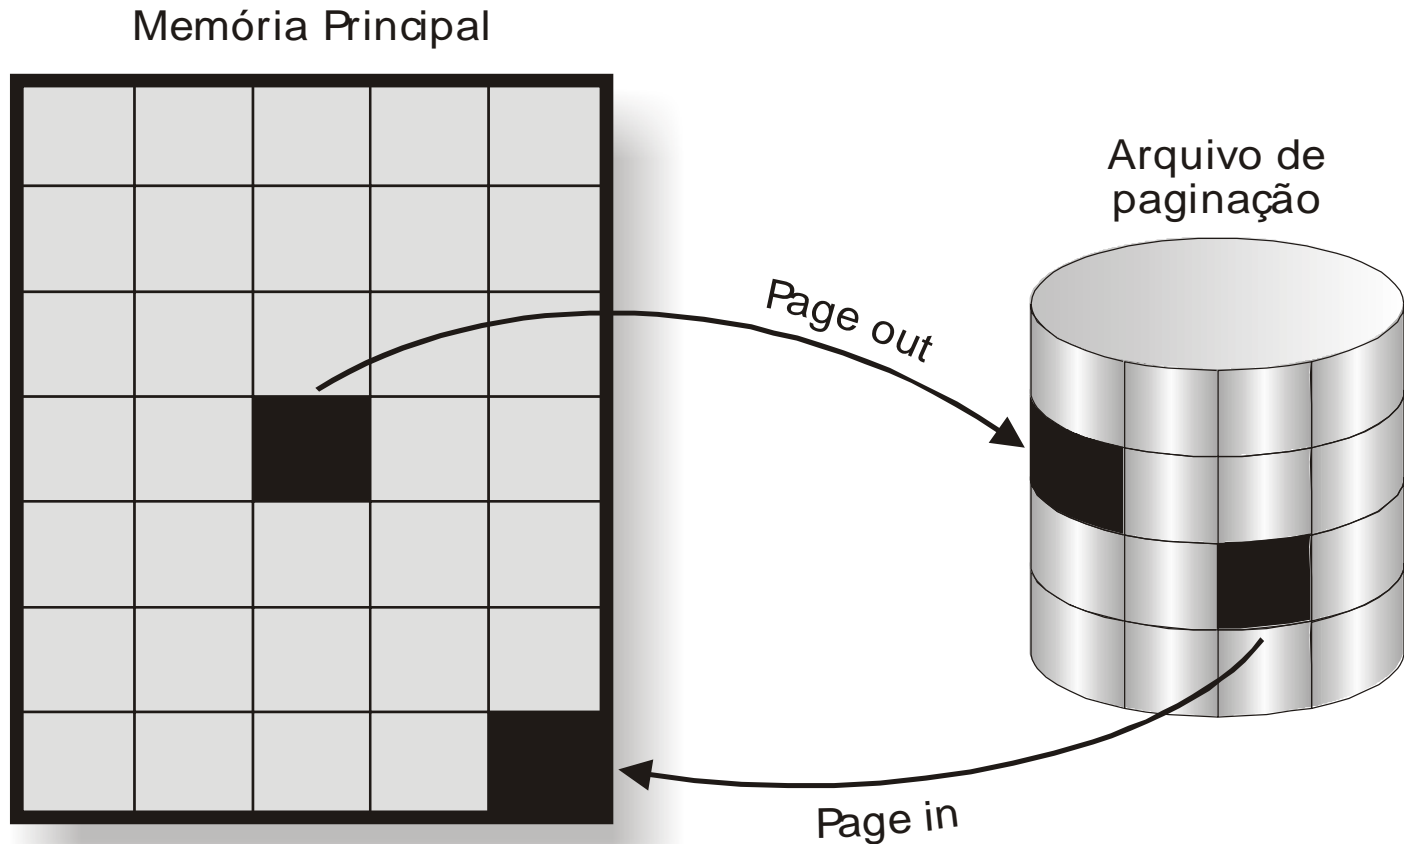 Memória Principal
Arquivo de
paginação
Page out
Page in